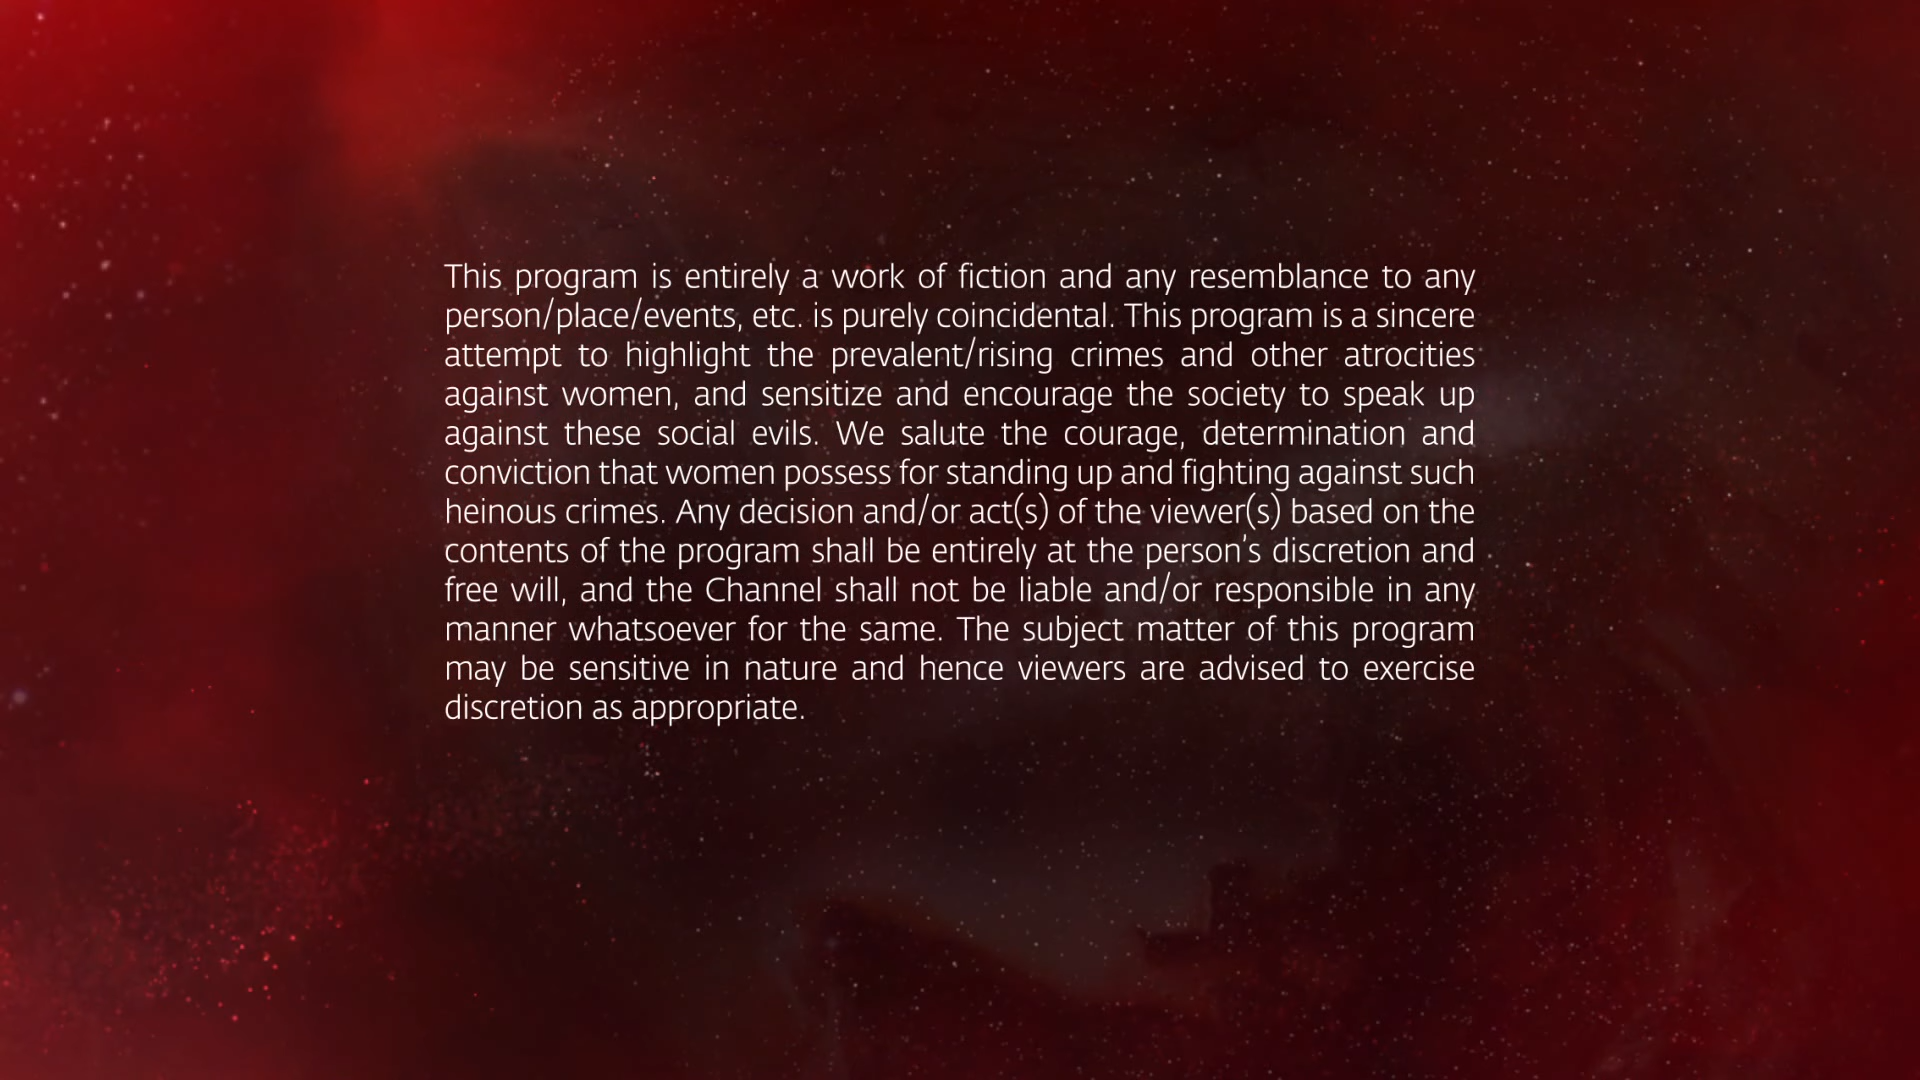 This program is entirely a work of fiction and any resemblance to any
person/place/events, etc. is purely coincidental. This program is a sincere
attempt to highlight the prevalent/rising crimes and other atrocities
against women, and sensitize and encourage the society to speak up
against these social evils. We salute the courage, determination and
conviction that women possess for standing up and fighting against such
heinous crimes. Any decision and/or act(s) of the viewer(s) based on the
contents of the program shall be entirely at the person's discretion and
free will, and the Channel shall not be liable and/or responsible in any
manner whatsoever for the same. The subject matter of this program
may be sensitive in nature and hence viewers are advised to exercise
discretion as appropriate.